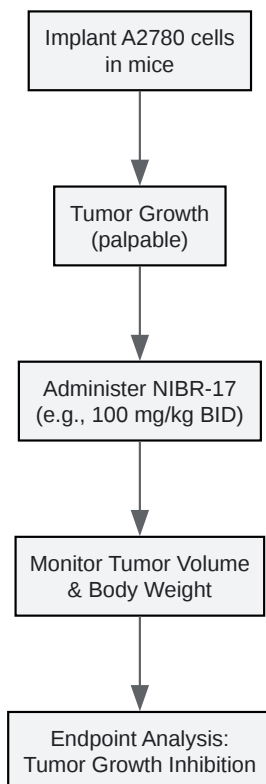 Implant A2780 cells
in mice
Tumor Growth
(palpable)
Administer NIBR-17
(e.g., 100 mg/kg BID)
Monitor Tumor Volume
& Body Weight
Endpoint Analysis:
Tumor Growth Inhibition